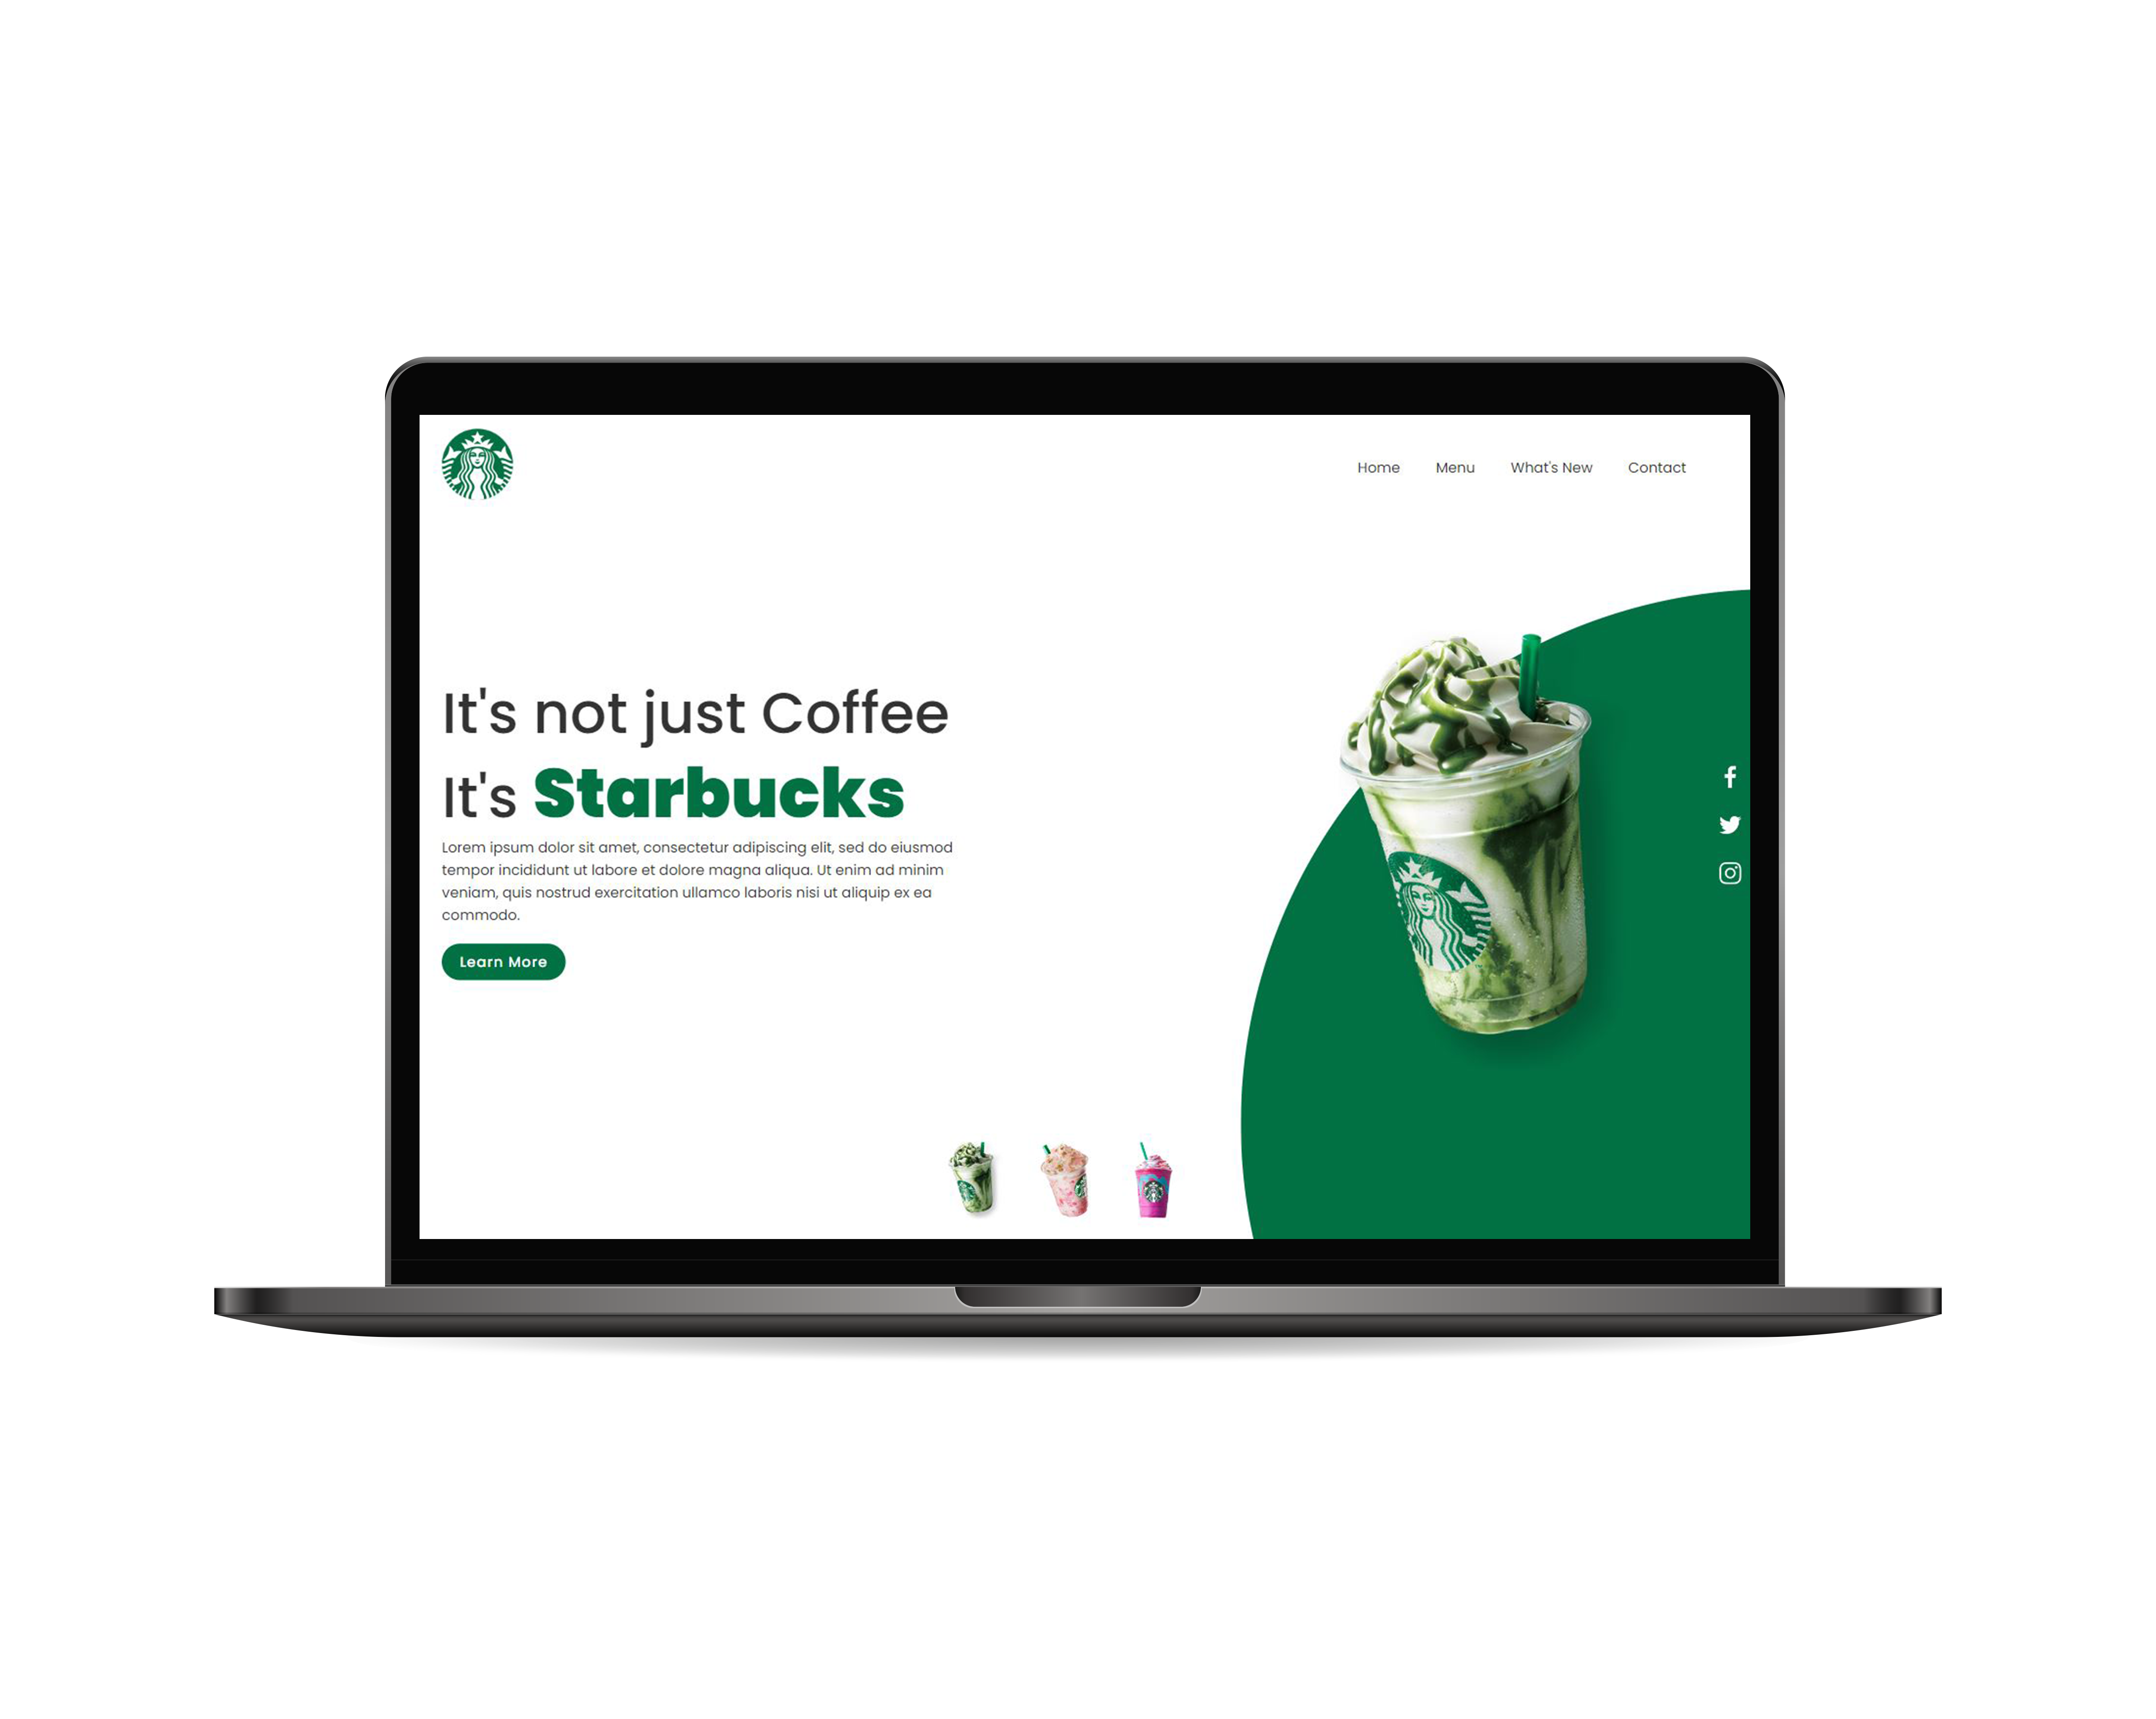 Home Menu What's New Contact
It's not just Coffee
It's Starbucks
Lorem ipsum dolor sit amet, consectetur adipiscing elit, sed do eiusmod
tempor incididunt ut labore et dolore magna aliqua. Ut enim ad minim
veniam, quis nostrud exercitation ullamco laboris nisi ut aliquip ex ea
commodo.
Learn More